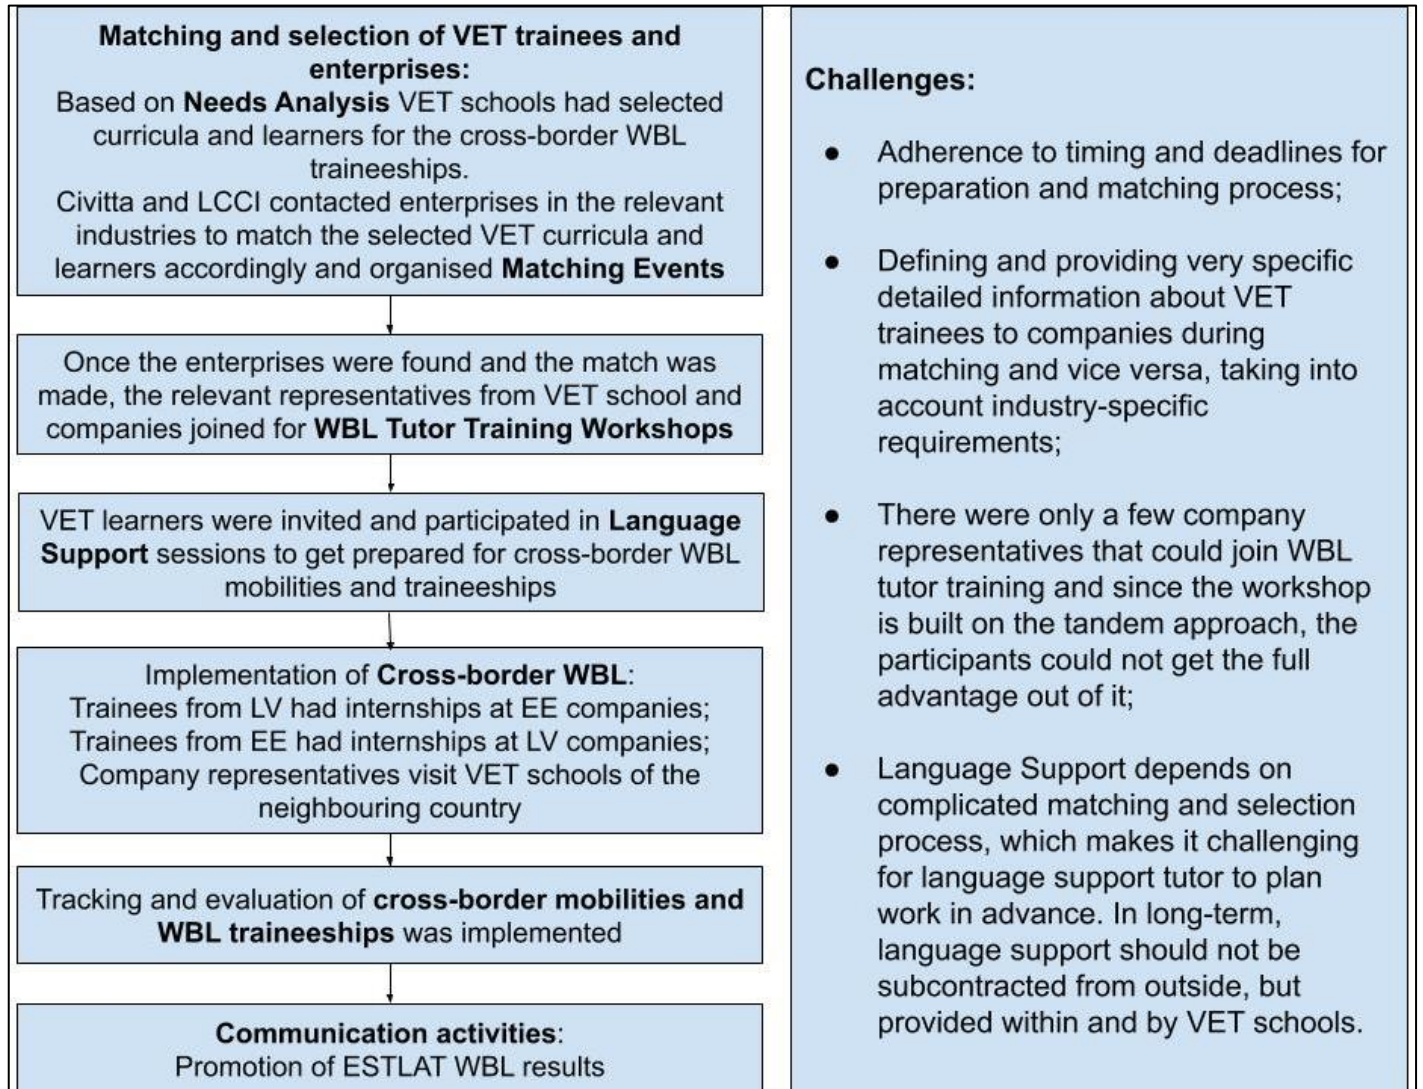 Matching and selection of VET trainees and
enterprises:
Based on Needs Analysis VET schools had selected
curricula and learners for the cross-border WBL
traineeships.
Civitta and LCCI contacted enterprises in the relevant
industries to match the selected VET curricula and
learners accordingly and organised Matching Events
Once the enterprises were found and the match was
made, the relevant representatives from VET school and
companies joined for WBL Tutor Training Workshops
VET learners were invited and participated in Language
Support sessions to get prepared for cross-border WBL
mobilities and traineeships
Implementation of Cross-border WBL:
Trainees from LV had internships at EE companies;
Trainees from EE had internships at LV companies;
Company representatives visit VET schools of the
neighbouring country
Tracking and evaluation of cross-border mobilities and
WBL traineeships was implemented
Communication activities:
Promotion of ESTLAT WBL results
Challenges:
● Adherence to timing and deadlines for
preparation and matching process;
● Defining and providing very specific
detailed information about VET
trainees to companies during
matching and vice versa, taking into
account industry-specific
requirements;
● There were only a few company
representatives that could join WBL
tutor training and since the workshop
is built on the tandem approach, the
participants could not get the full
advantage out of it;
● Language Support depends on
complicated matching and selection
process, which makes it challenging
for language support tutor to plan
work in advance. In long-term,
language support should not be
subcontracted from outside, but
provided within and by VET schools.